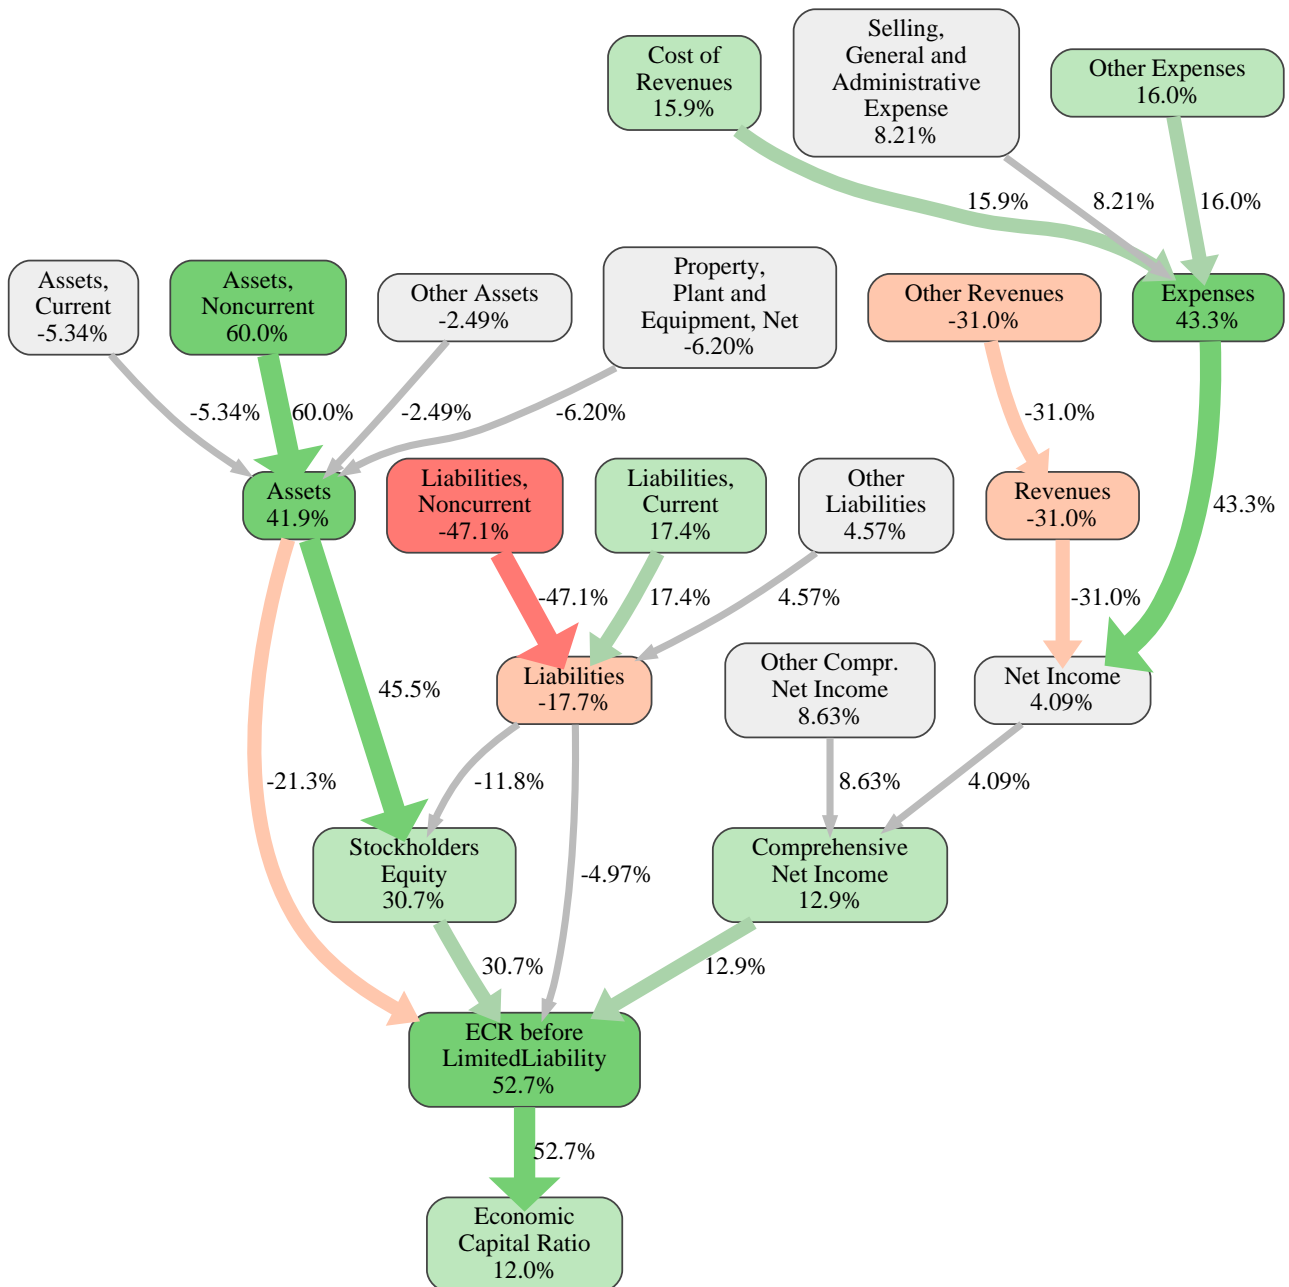 Selling,
General and
Administrative
Expense
8.21%
Cost of
Revenues
15.9%
Other Expenses
16.0%
15.9%
8.21%
16.0%
Assets,
Current
-5.34%
Assets,
Noncurrent
60.0%
Other Assets
-2.49%
Property,
Plant and
Equipment, Net
-6.20%
Other Revenues
-31.0%
Expenses
43.3%
-5.34%
60.0%
-2.49%
-6.20%
-31.0%
43.3%
Assets
41.9%
Liabilities,
Noncurrent
-47.1%
Liabilities,
Current
17.4%
Other
Liabilities
4.57%
Revenues
-31.0%
-47.1%
17.4%
4.57%
-31.0%
45.5%
Liabilities
-17.7%
Other Compr.
Net Income
8.63%
Net Income
4.09%
-21.3%
-11.8%
8.63%
4.09%
Stockholders
Equity
30.7%
-4.97%
Comprehensive
Net Income
12.9%
30.7%
12.9%
ECR before
LimitedLiability
52.7%
52.7%
Economic
Capital Ratio
12.0%